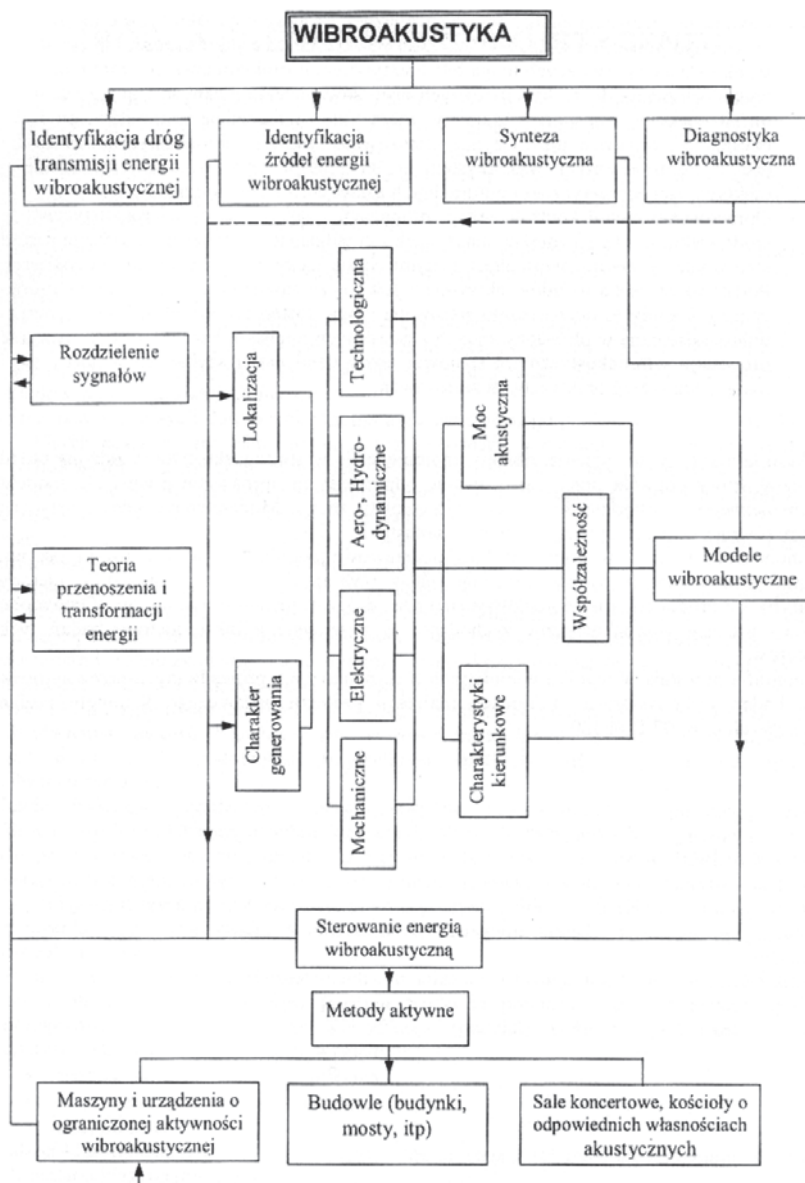 WIBROAKUSTYKA
Identyfikacja dróg
transmisji energii
wibroakustycznej
Identyfikacja
źródeł energii
wibroakustycznej
Synteza
wibroakustyczna
Diagnostyka
wibroakustyczna
Rozdzielenie
sygnałów
Teoria
przenoszenia i
transformacji
energii
Lokalizacja
Charakter
generowania
Technologiczna
Aero-, Hydro-
dynamiczne
Elektryczne
Mechaniczne
Moc
akustyczna
Charakterystyki
kierunkowe
Współzależność
Modele
wibroakustyczne
Sterowanie energią
wibroakustyczną
Metody aktywne
Maszyny i urządzenia o
ograniczonej aktywności
wibroakustycznej
Budowle (budynki,
mosty, itp)
Sale koncertowe, kościoły o
odpowiednich własnościach
akustycznych